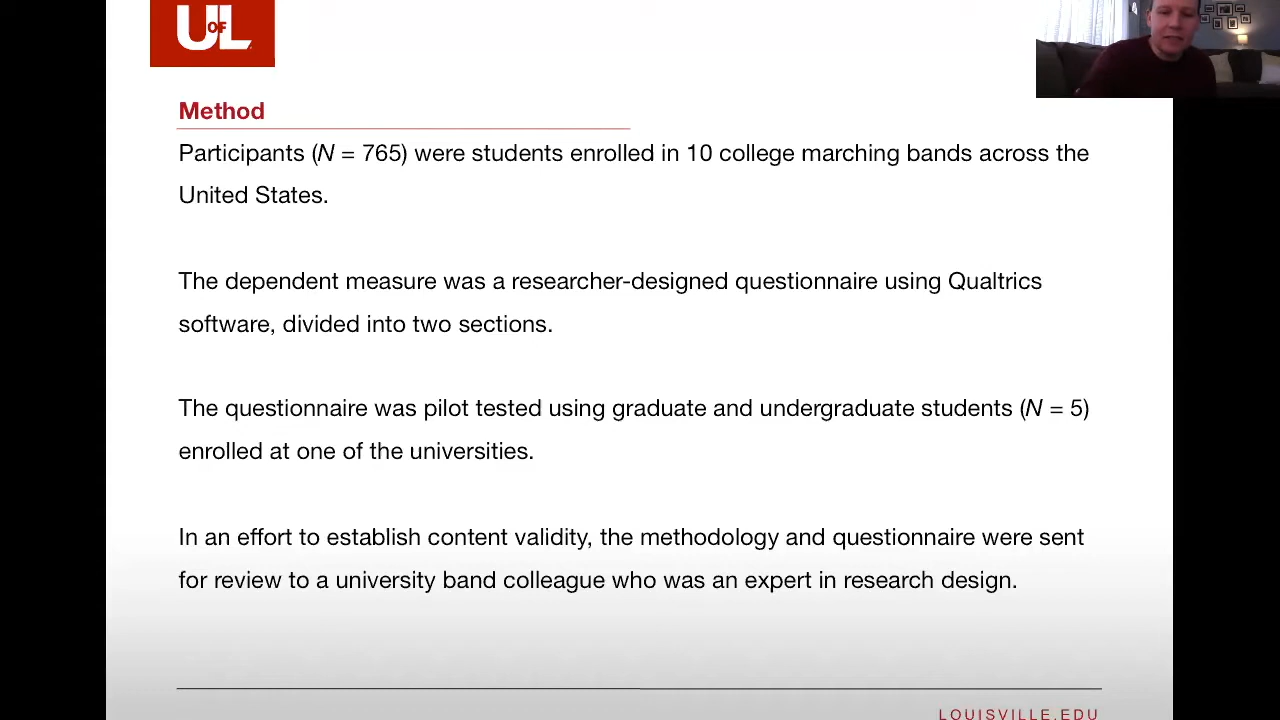 U OF L
Method
Participants (N = 765) were students enrolled in 10 college marching bands across the
United States.
The dependent measure was a researcher-designed questionnaire using Qualtrics
software, divided into two sections.
The questionnaire was pilot tested using graduate and undergraduate students (N = 5)
enrolled at one of the universities.
In an effort to establish content validity, the methodology and questionnaire were sent
for review to a university band colleague who was an expert in research design.
LOUISVILLE.EDU